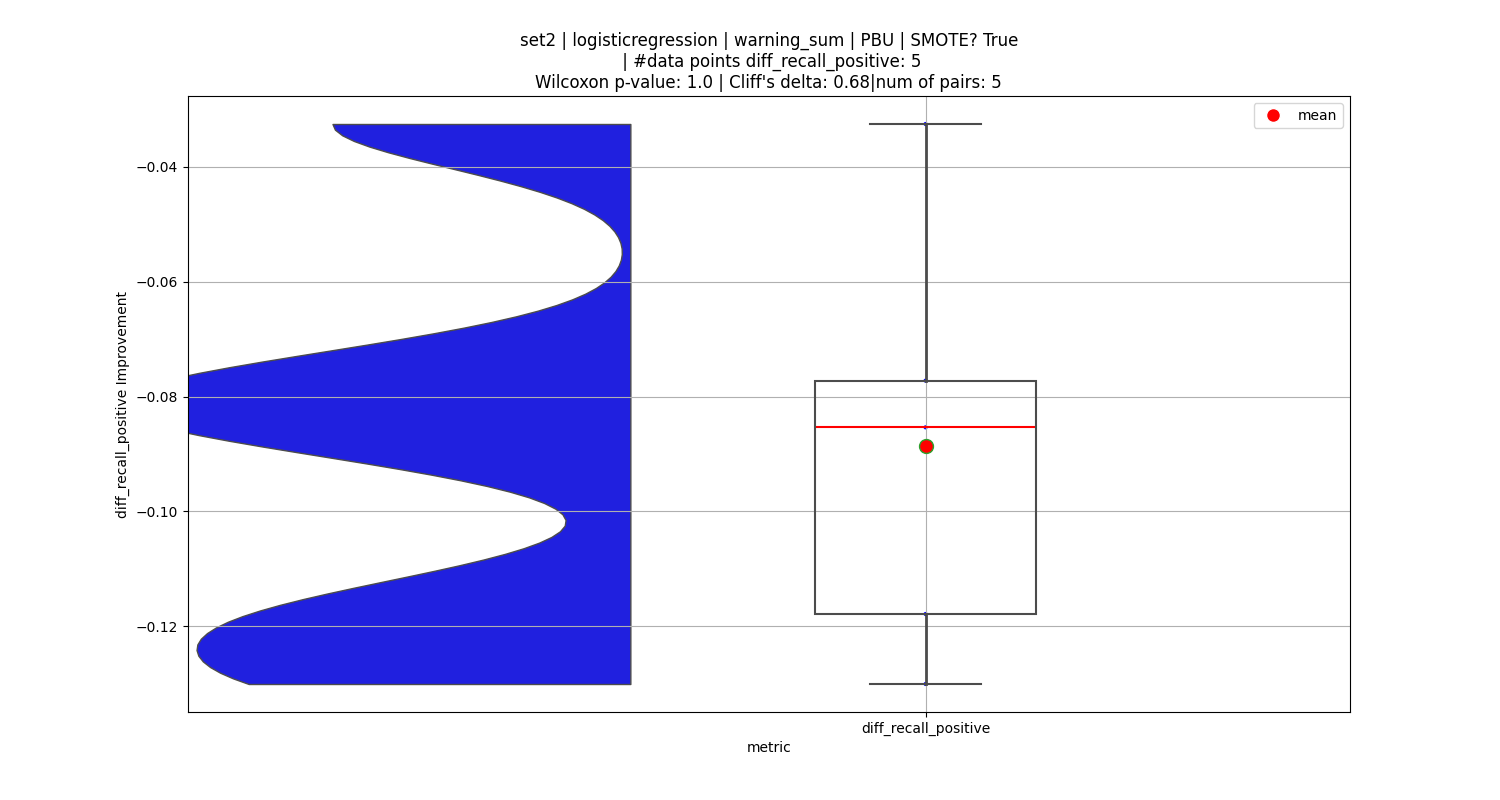 set2 | logisticregression | warning_sum | PBU | SMOTE? True
| #data points diff_recall_positive: 5
Wilcoxon p-value: 1.0 | Cliff's delta: 0.68|num of pairs: 5
mean
−0.04
−0.06
−0.08
−0.10
−0.12
diff_recall_positive Improvement
diff_recall_positive
metric